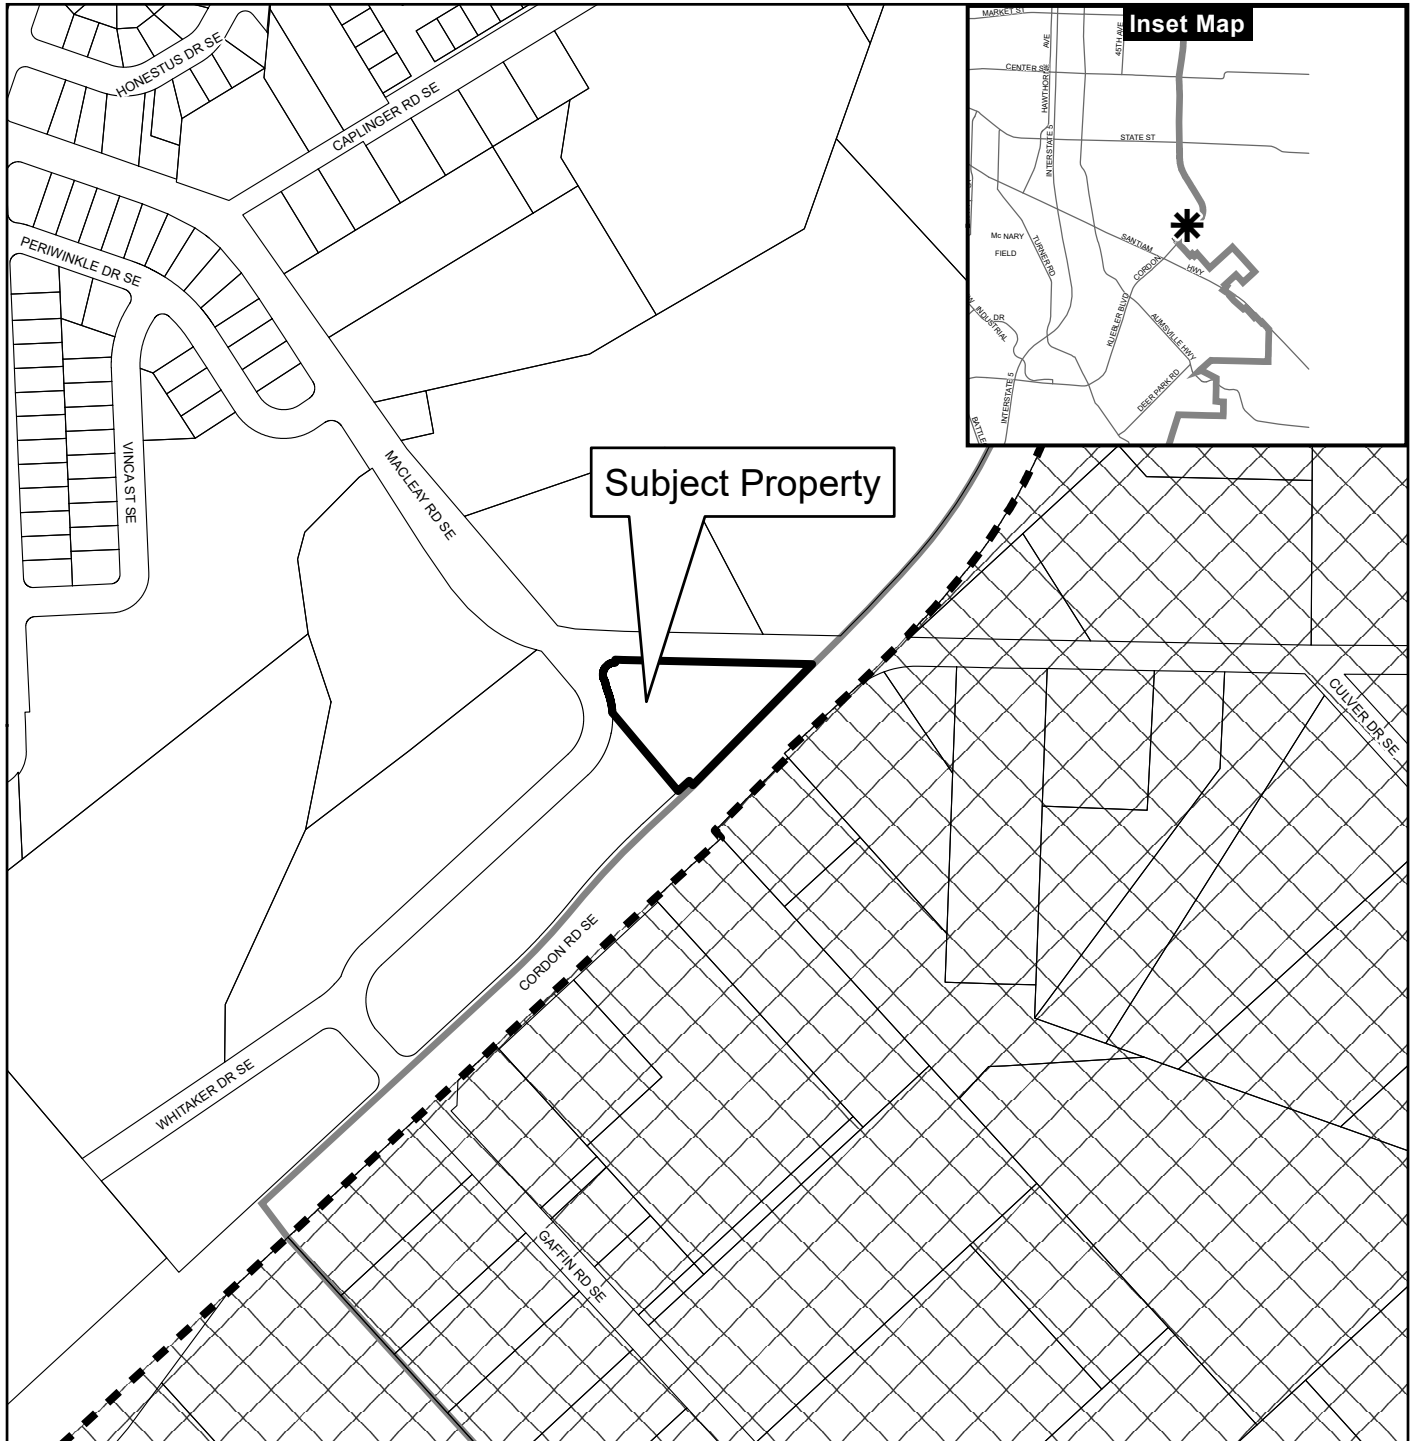 Inset Map
MARKET ST
45TH AVE
HAWTHORNE AVE
CENTER ST
STATE ST
INTERSTATE 5
Mc NARY
FIELD
TURNER RD
SANTIAM
HWY
CORDON
KUEBLER BLVD
INDUSTRIAL
DR
AUMSVILLE HWY
DEER PARK RD
INTERSTATE 5
BATTLE
HONESTUS DR SE
CAPLINGER RD SE
PERIWINKLE DR SE
VINCA ST SE
MACLEAY RD SE
Subject Property
CULVER DR SE
CORDON RD SE
WHITAKER DR SE
GAFFIN RD SE